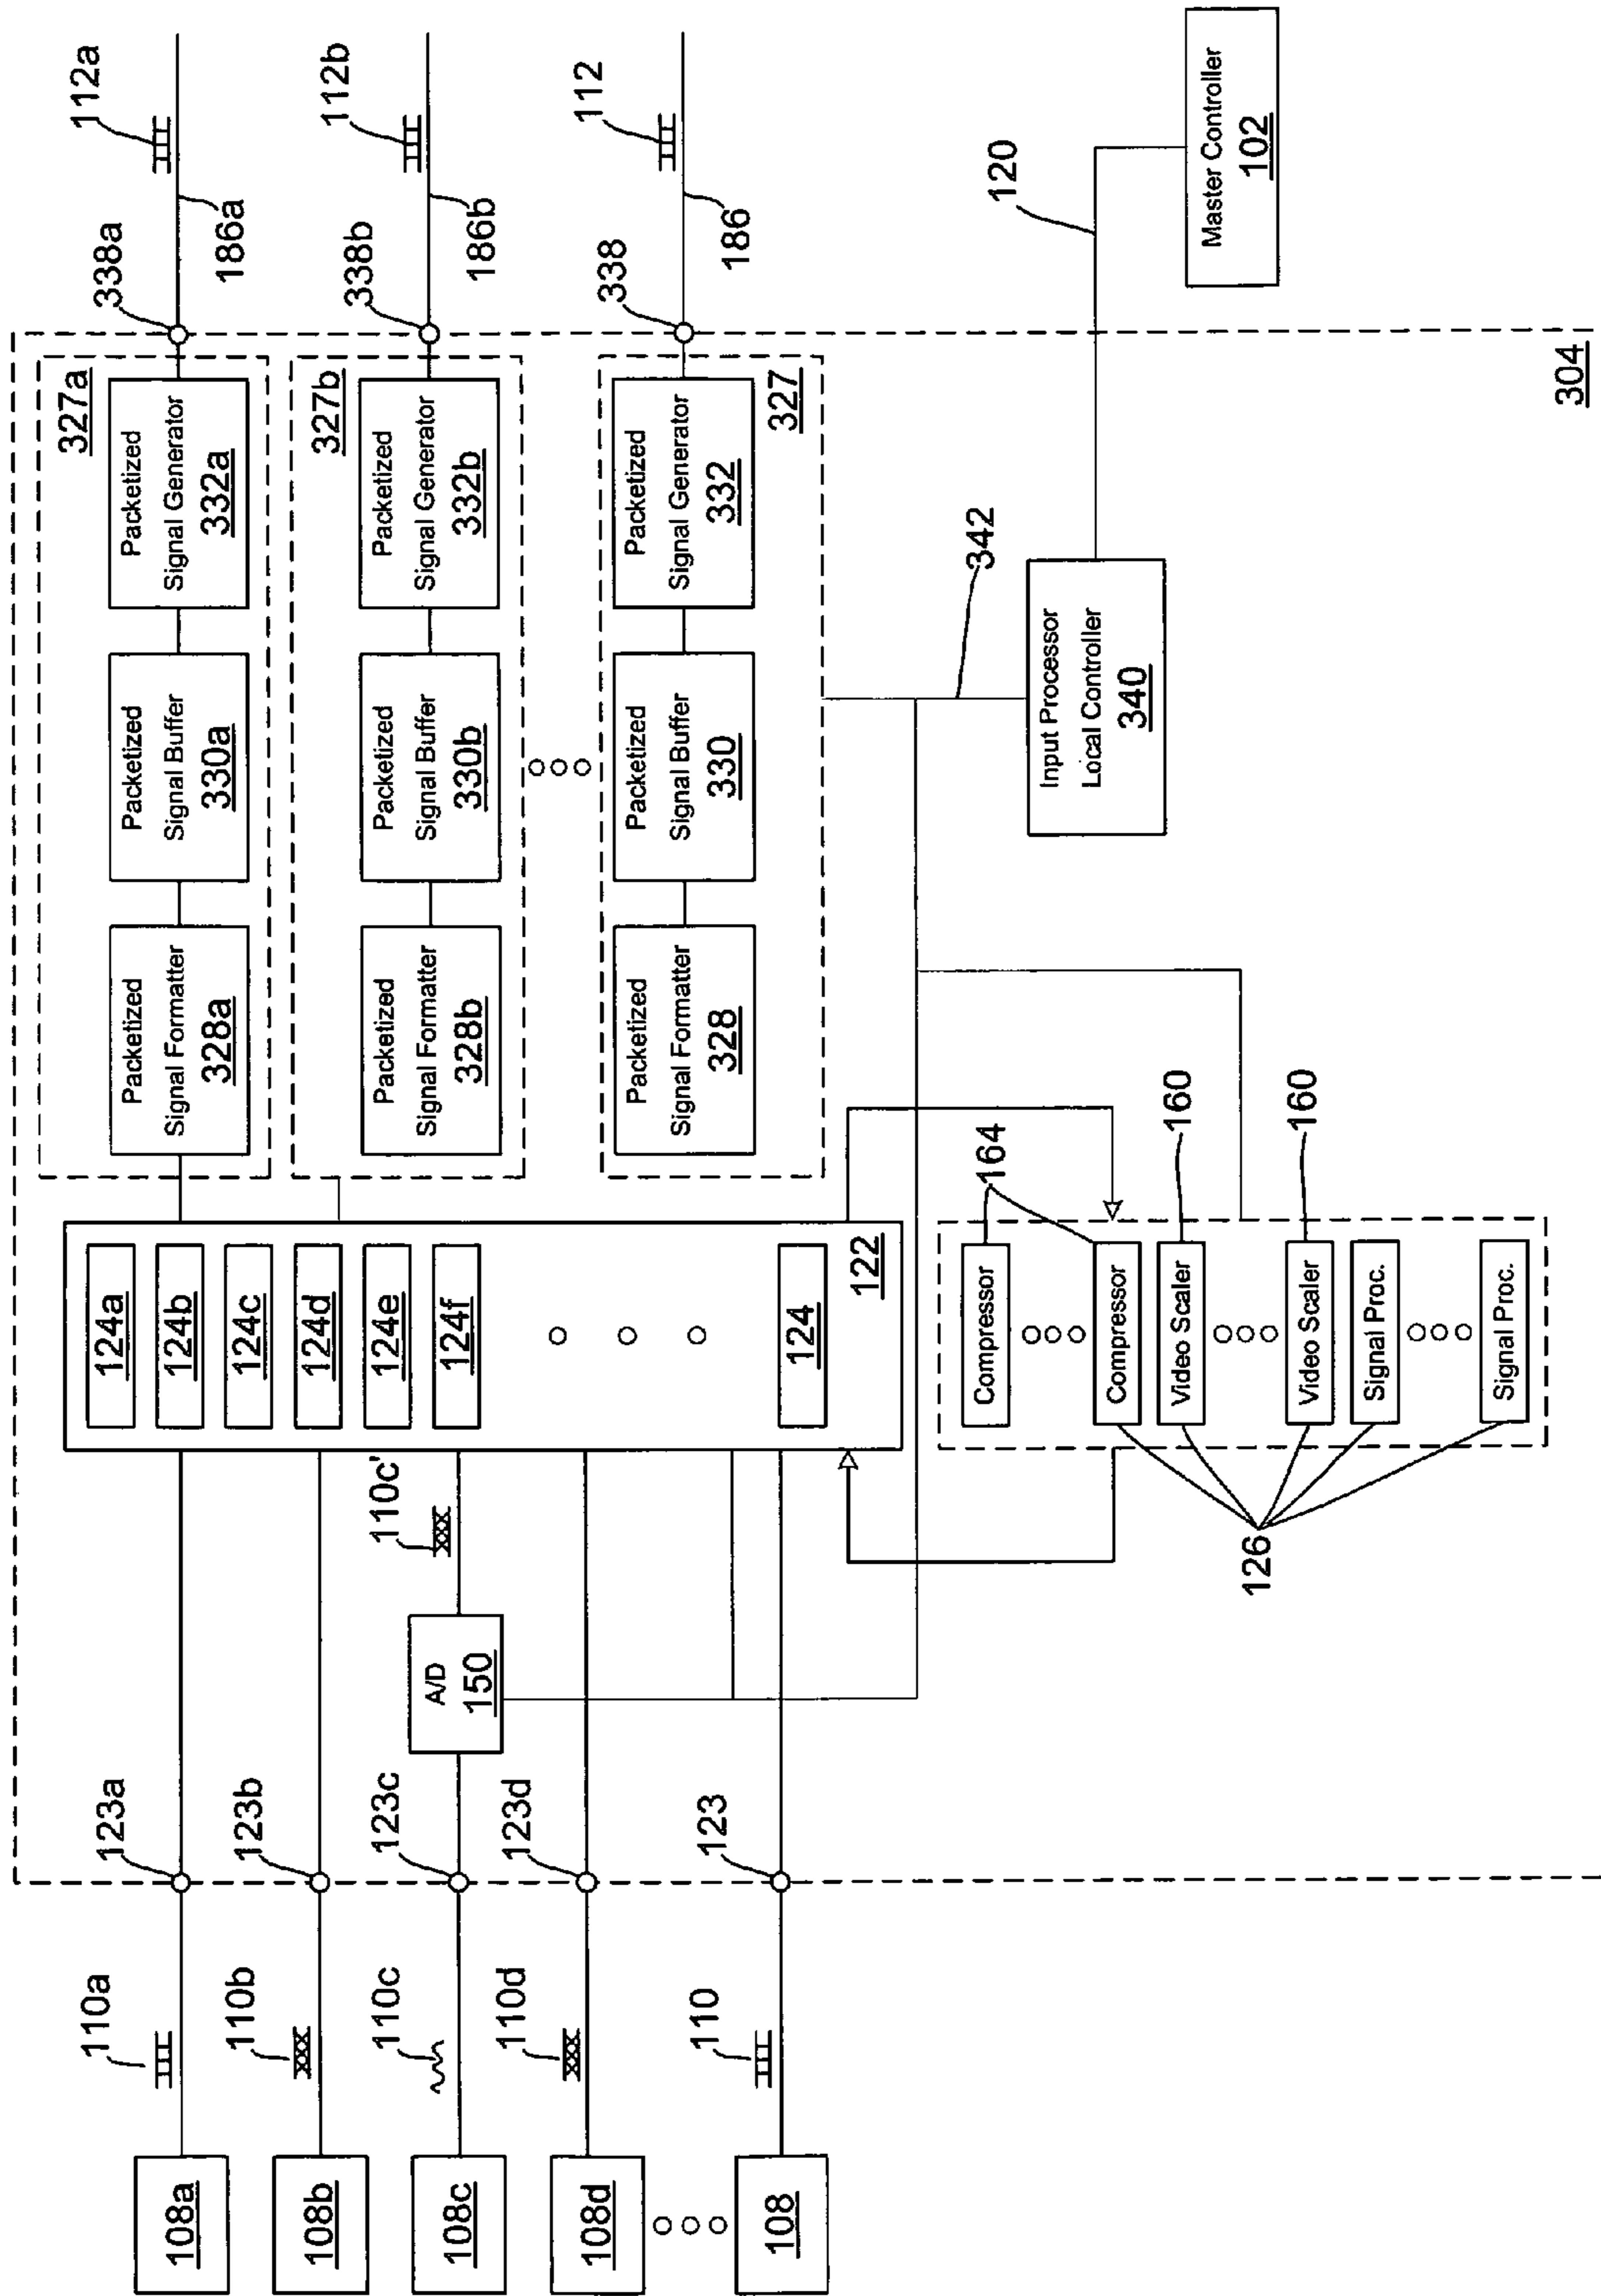 108a
108b
108c
108d
108
110a
110b
110c
110d
110
123a
123b
123c
123d
123
A/D
150
110c'
124a
124b
124c
124d
124e
124f
124
122
327a
Packetized
Signal Formatter
328a
Packetized
Signal Buffer
330a
Packetized
Signal Generator
332a
338a
186a
112a
327b
Packetized
Signal Formatter
328b
Packetized
Signal Buffer
330b
Packetized
Signal Generator
332b
338b
186b
112b
327
Packetized
Signal Formatter
328
Packetized
Signal Buffer
330
Packetized
Signal Generator
332
338
186
112
126
Compressor
Compressor
164
Video Scaler
160
Video Scaler
160
Signal Proc.
Signal Proc.
342
Input Processor
Local Controller
340
120
Master Controller
102
304